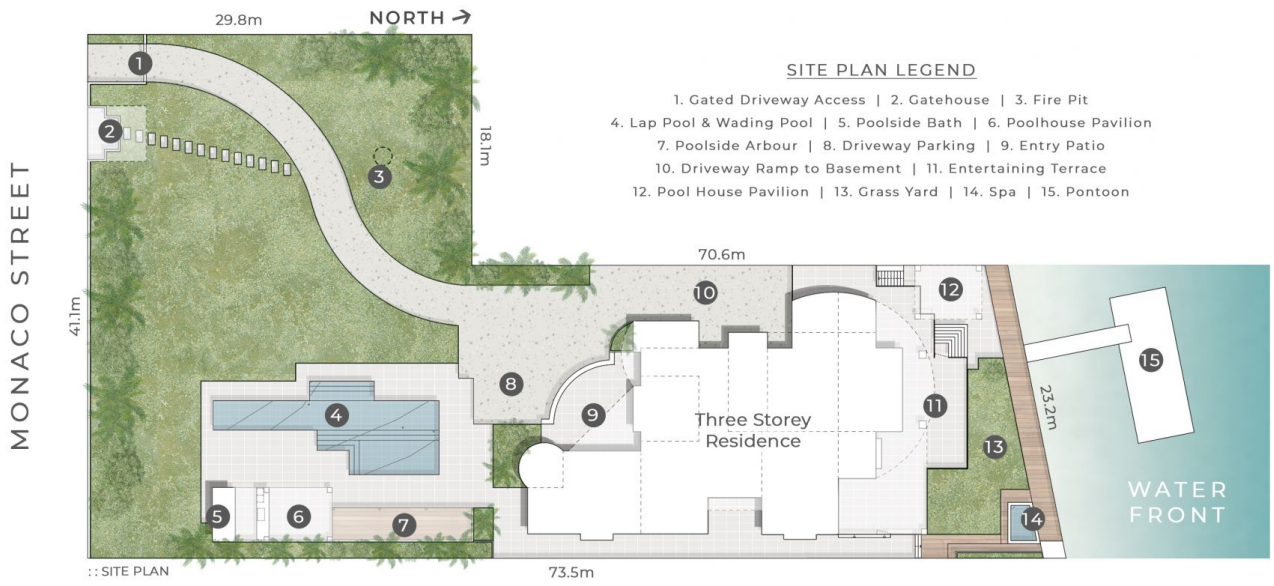 29.8m
NORTH →
SITE PLAN LEGEND
1. Gated Driveway Access | 2. Gatehouse | 3. Fire Pit
4. Lap Pool & Wading Pool | 5. Poolside Bath | 6. Poolhouse Pavilion
7. Poolside Arbour | 8. Driveway Parking | 9. Entry Patio
10. Driveway Ramp to Basement | 11. Entertaining Terrace
12. Pool House Pavilion | 13. Grass Yard | 14. Spa | 15. Pontoon
1
2
3
18.1m
MONACO STREET
41.1m
70.6m
10
12
15
8
4
9
11
23.2m
Three Storey
Residence
13
5
6
7
14
WATER
FRONT
:: SITE PLAN
73.5m